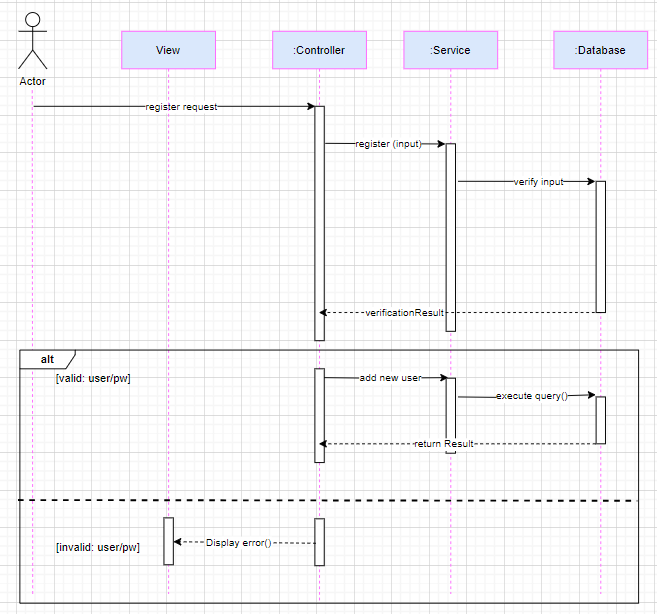 View
:Controller
:Service
:Database
Actor
register request
register (input)
verify input
verificationResult
alt
[valid: user/pw]
add new user
execute query()
return Result
Display error()
[invalid: user/pw]